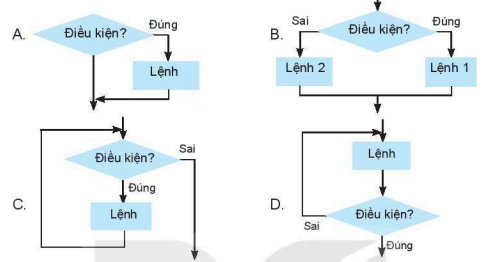 A.
Điều kiện?
Đúng
Lệnh
B.
Sai
Điều kiện?
Đúng
Lệnh 2
Lệnh 1
C.
Điều kiện?
Sai
Đúng
Lệnh
D.
Lệnh
Điều kiện?
Sai
Đúng